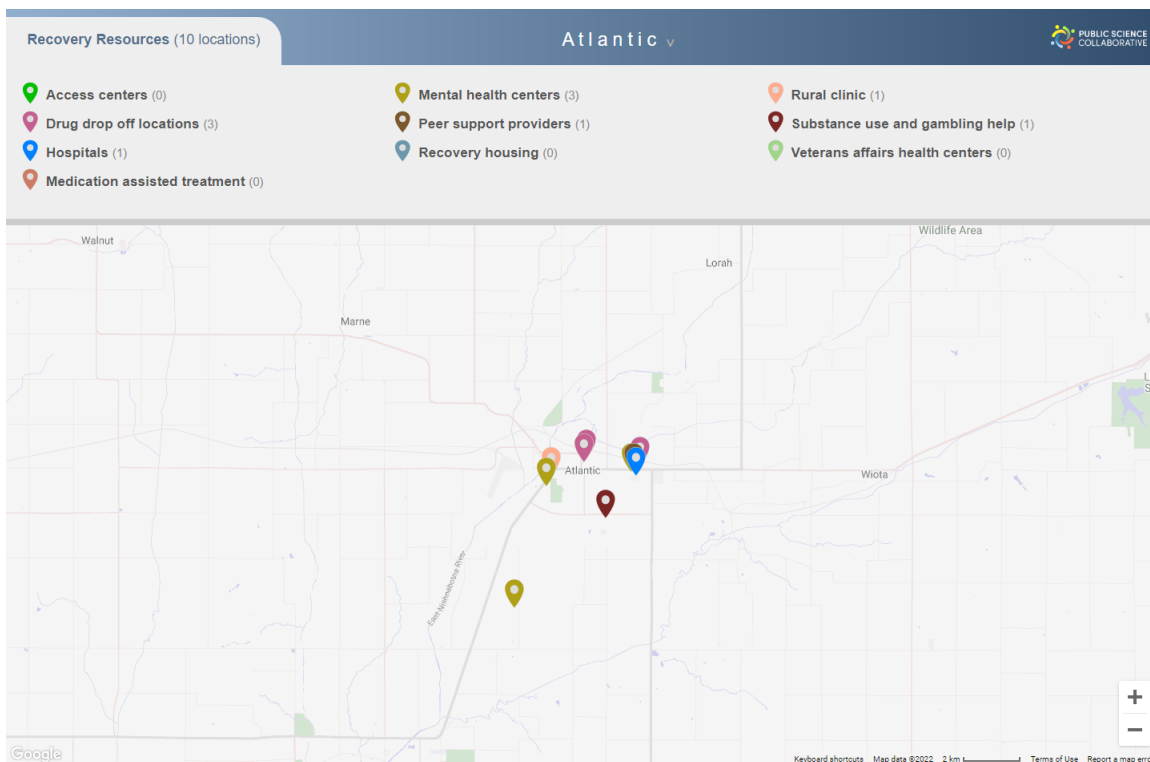 Recovery Resources (10 locations)
Atlantic v
PUBLIC SCIENCE
COLLABORATIVE
Access centers (0)
Drug drop off locations (3)
Hospitals (1)
Medication assisted treatment (0)
Mental health centers (3)
Peer support providers (1)
Recovery housing (0)
Rural clinic (1)
Substance use and gambling help (1)
Veterans affairs health centers (0)
Walnut
Wildlife Area
Lorah
Marne
L
S
Atlantic
Wiota
East Nishnabotna River
+
−
Google
Keyboard shortcuts Map data ©2022 2 km Terms of Use Report a map erro